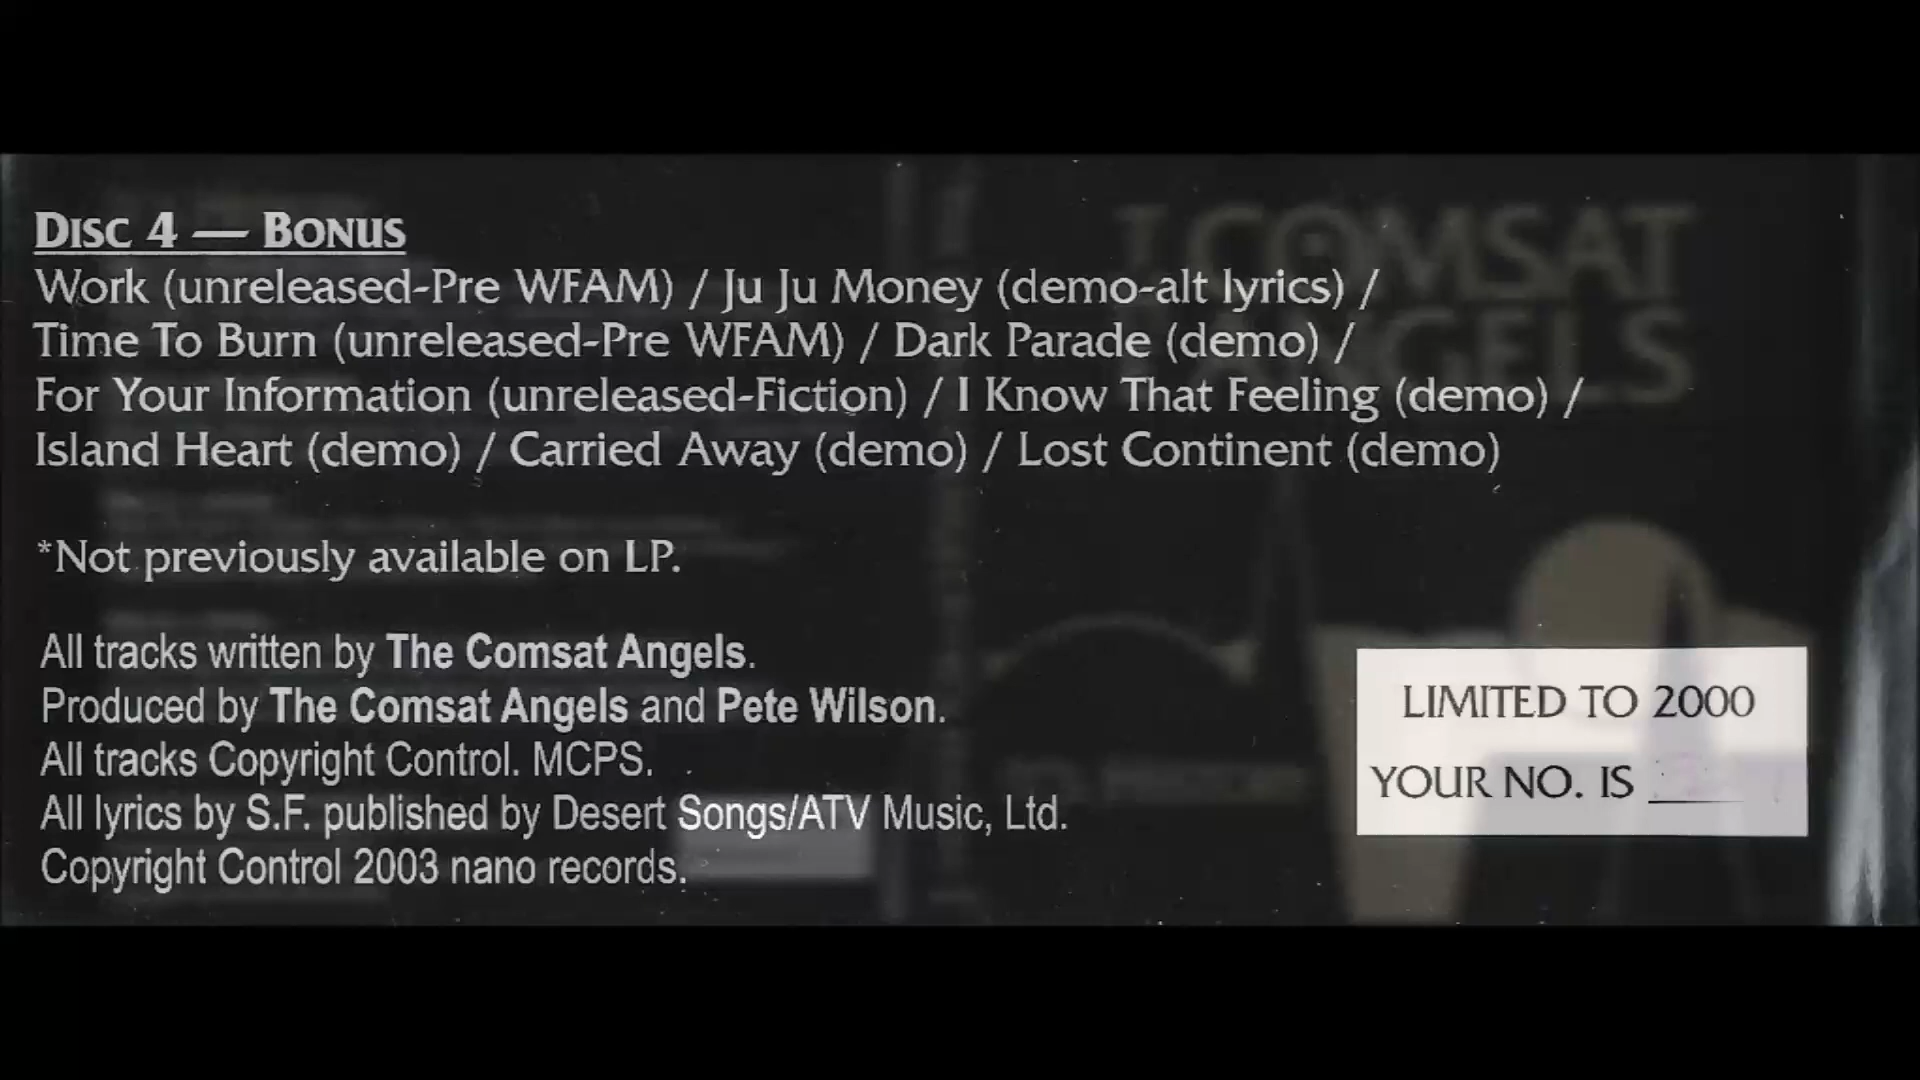 DISC 4 — BONUS
Work (unreleased-Pre WFAM) / Ju Ju Money (demo-alt lyrics) /
Time To Burn (unreleased-Pre WFAM) / Dark Parade (demo) /
For Your Information (unreleased-Fiction) / I Know That Feeling (demo) /
Island Heart (demo) / Carried Away (demo) / Lost Continent (demo)
*Not previously available on LP.
All tracks written by The Comsat Angels.
Produced by The Comsat Angels and Pete Wilson.
All tracks Copyright Control. MCPS.
All lyrics by S.F. published by Desert Songs/ATV Music, Ltd.
Copyright Control 2003 nano records.
LIMITED TO 2000
YOUR NO. IS
COMSAT
ANGELS